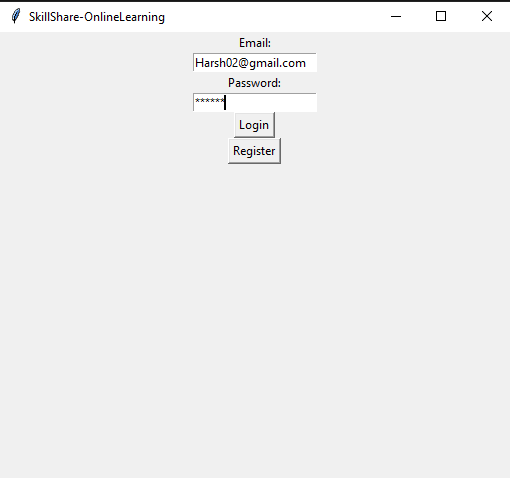 SkillShare-OnlineLearning
Email:
Harsh02@gmail.com
Password:
******
Login
Register